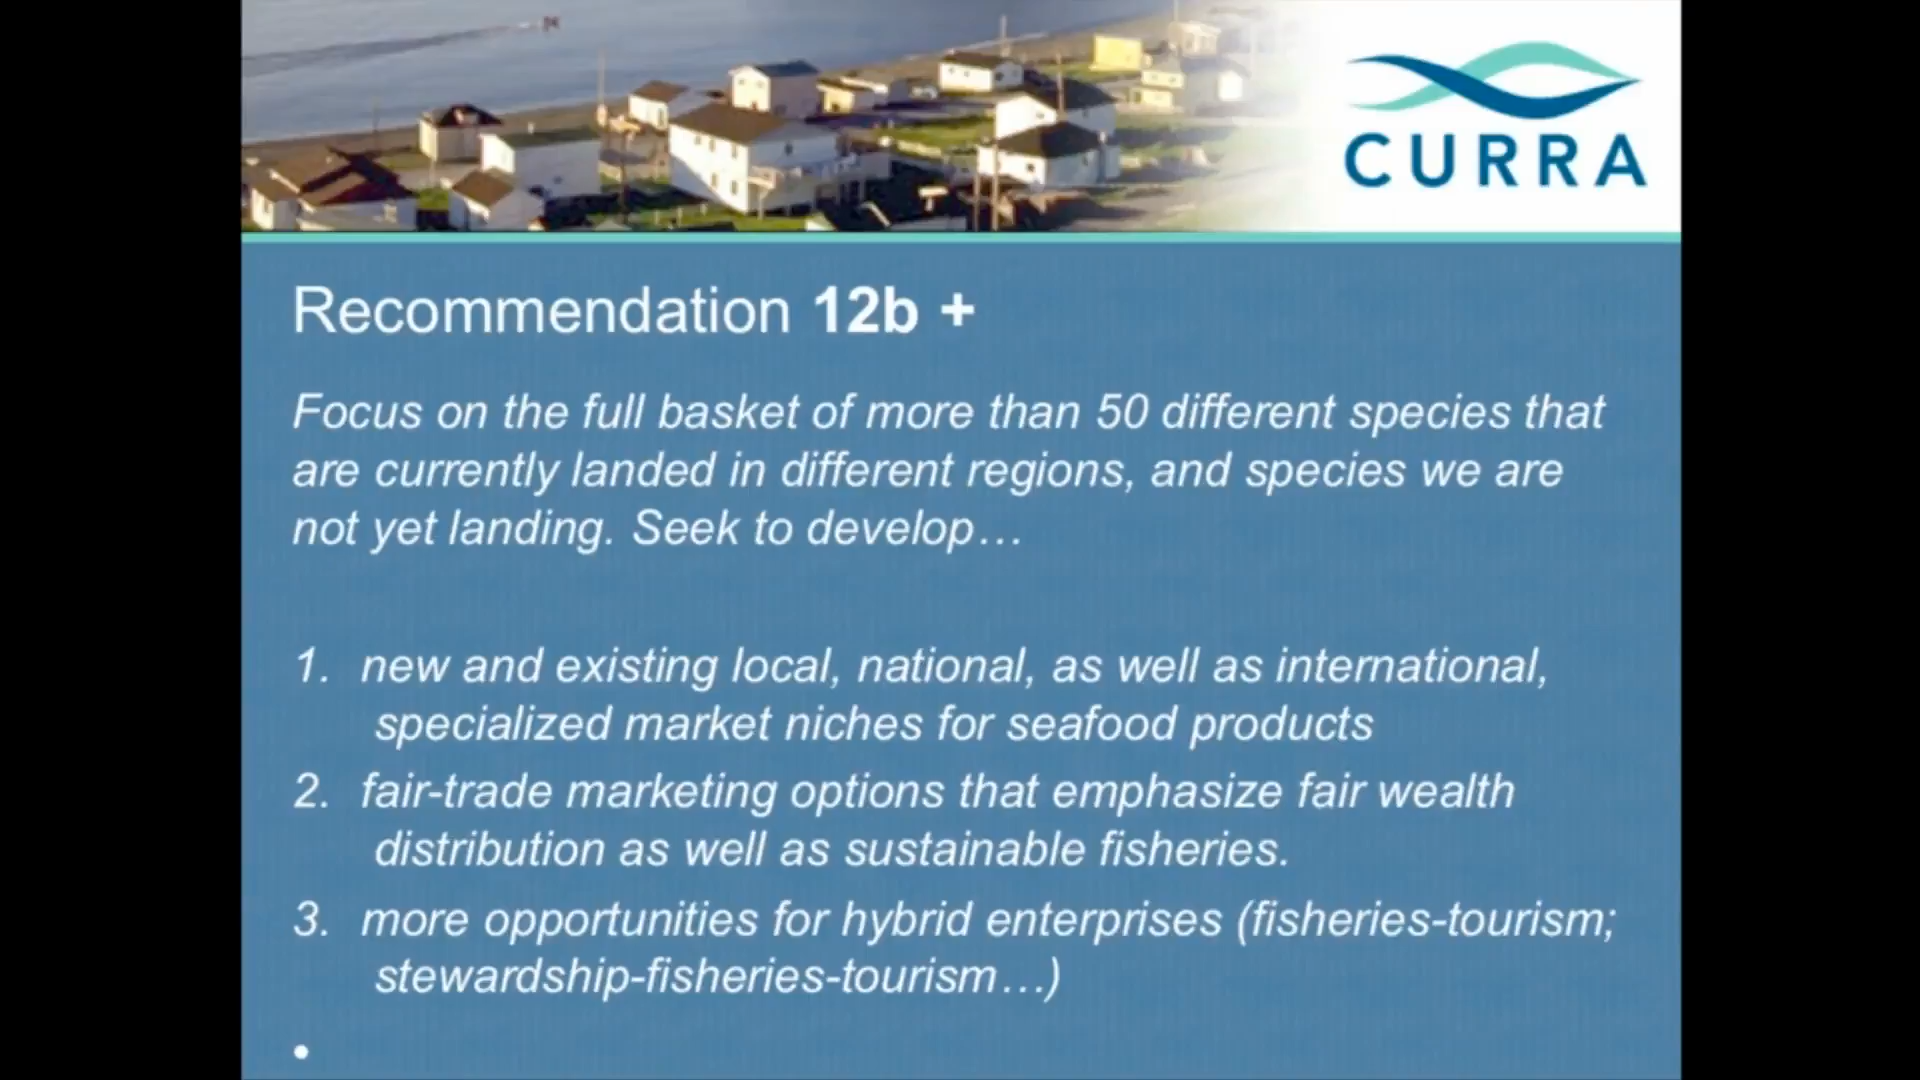 CURRA
Recommendation 12b +
Focus on the full basket of more than 50 different species that
are currently landed in different regions, and species we are
not yet landing. Seek to develop…
1. new and existing local, national, as well as international,
specialized market niches for seafood products
2. fair-trade marketing options that emphasize fair wealth
distribution as well as sustainable fisheries.
3. more opportunities for hybrid enterprises (fisheries-tourism;
stewardship-fisheries-tourism…)
•